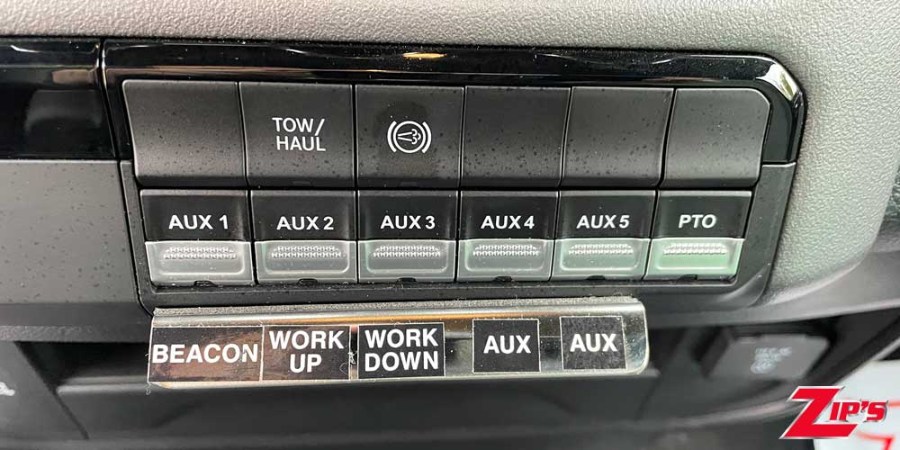 TOW/
HAUL
AUX 1 AUX 2 AUX 3 AUX 4 AUX 5 PTO
BEACON WORK UP WORK DOWN AUX AUX
ZIP'S